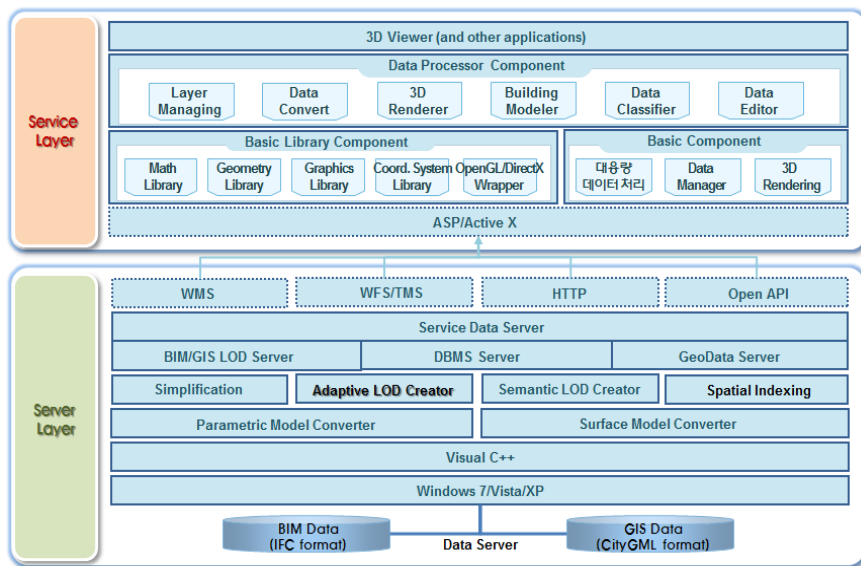 3D Viewer (and other applications)
Data Processor Component
Layer
Managing
Data
Convert
3D
Renderer
Building
Modeler
Data
Classifier
Data
Editor
Service
Layer
Basic Library Component
Math
Library
Geometry
Library
Graphics
Library
Coord. System
Library
OpenGL/DirectX
Wrapper
Basic Component
대용량
데이터 처리
Data
Manager
3D
Rendering
ASP/Active X
WMS
WFS/TMS
HTTP
Open API
Service Data Server
BIM/GIS LOD Server
DBMS Server
GeoData Server
Simplification
Adaptive LOD Creator
Semantic LOD Creator
Spatial Indexing
Server
Layer
Parametric Model Converter
Surface Model Converter
Visual C++
Windows 7/Vista/XP
BIM Data
(IFC format)
Data Server
GIS Data
(CityGML format)